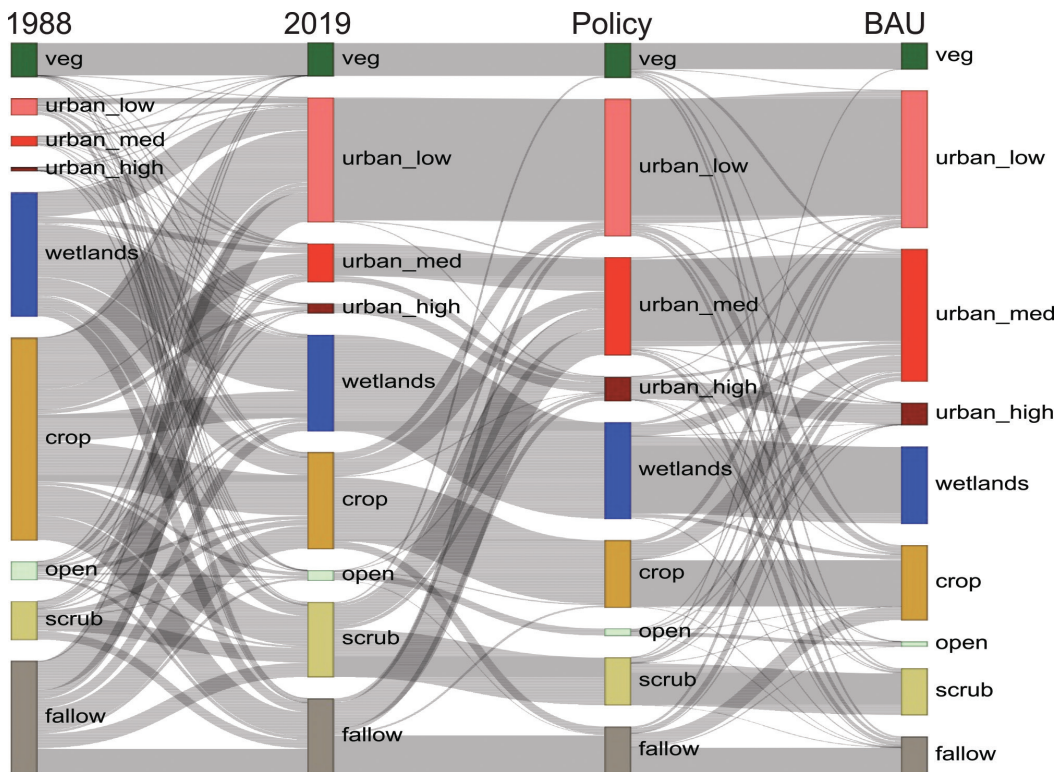 1988 2019 Policy BAU
veg veg veg veg
urban_low urban_low urban_low urban_low
urban_med urban_med urban_med urban_med
urban_high urban_high urban_high urban_high
wetlands wetlands wetlands wetlands
crop crop crop crop
open open open open
scrub scrub scrub scrub
fallow fallow fallow fallow